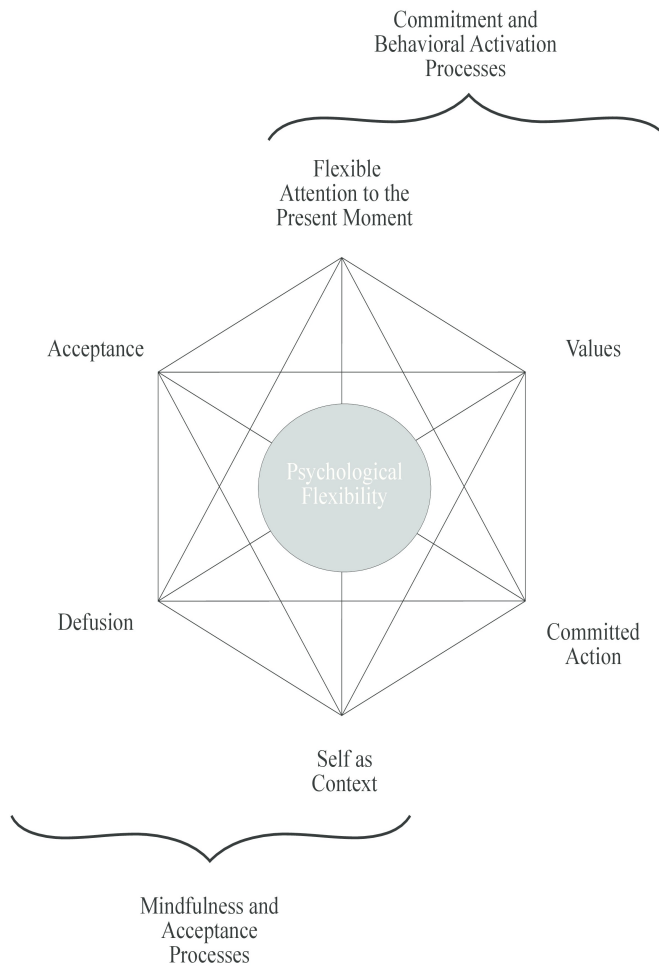 Commitment and
Behavioral Activation
Processes
Flexible
Attention to the
Present Moment
Acceptance
Values
Psychological
Flexibility
Defusion
Committed
Action
Self as
Context
Mindfulness and
Acceptance
Processes